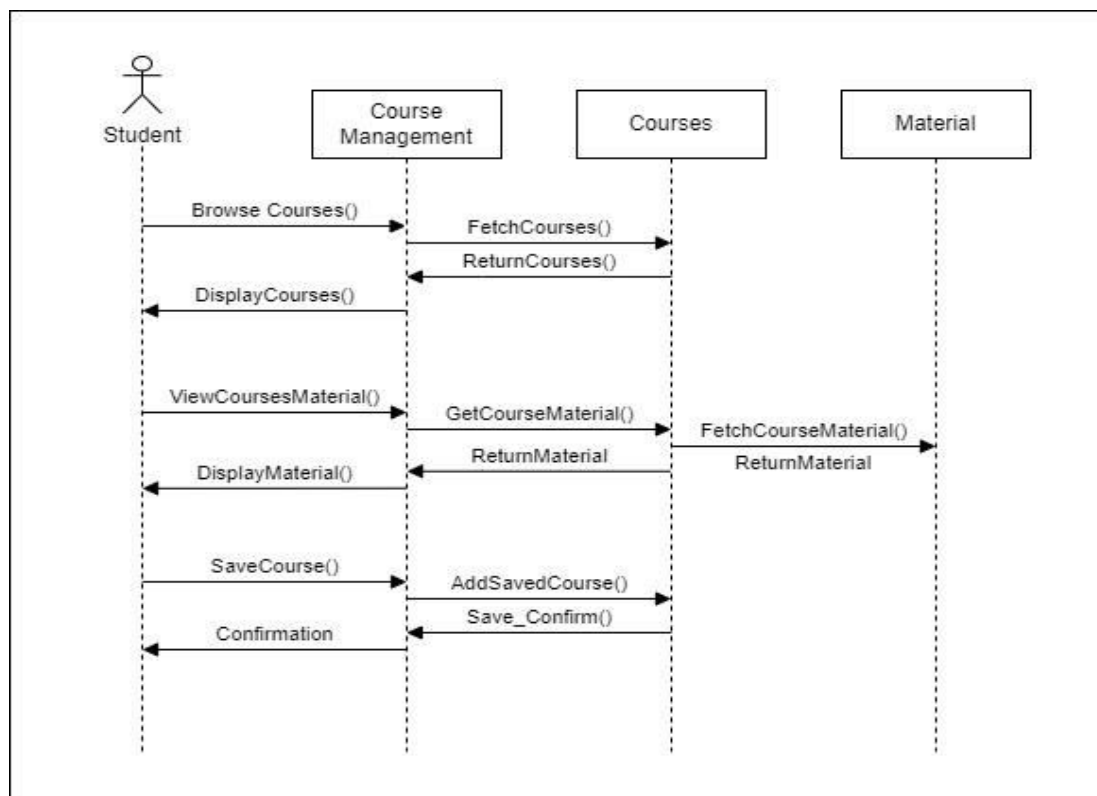 Student
Course
Management
Courses
Material
Browse Courses()
FetchCourses()
ReturnCourses()
DisplayCourses()
ViewCoursesMaterial()
GetCourseMaterial()
FetchCourseMaterial()
ReturnMaterial
ReturnMaterial
DisplayMaterial()
SaveCourse()
AddSavedCourse()
Save_Confirm()
Confirmation